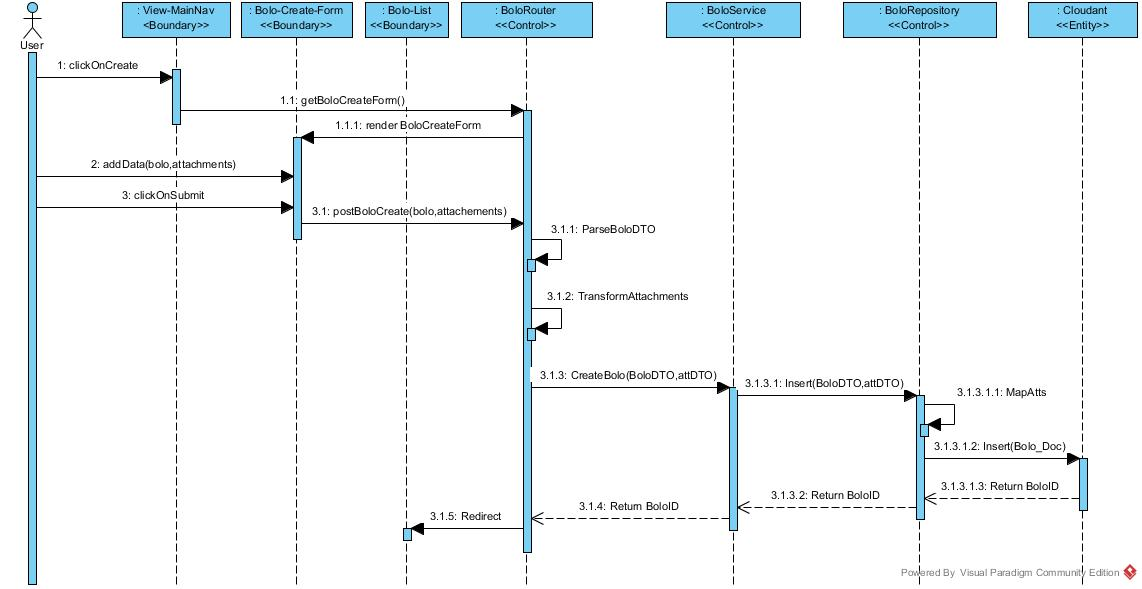 : View-MainNav
<Boundary>>
: Bolo-Create-Form
<<Boundary>>
: Bolo-List
<<Boundary>>
: BoloRouter
<<Control>>
: BoloService
<<Control>>
: BoloRepository
<<Control>>
: Cloudant
<<Entity>>
User
1: clickOnCreate
1.1: getBoloCreateForm()
1.1.1: render BoloCreateForm
2: addData(bolo,attachments)
3: clickOnSubmit
3.1: postBoloCreate(bolo,attachements)
3.1.1: ParseBoloDTO
3.1.2: TransformAttachments
3.1.3: CreateBolo(BoloDTO,attDTO)
3.1.3.1: Insert(BoloDTO,attDTO)
3.1.3.1.1: MapAtts
3.1.3.1.2: Insert(Bolo_Doc)
3.1.3.1.3: Return BoloID
3.1.3.2: Return BoloID
3.1.4: Return BoloID
3.1.5: Redirect
Powered By Visual Paradigm Community Edition